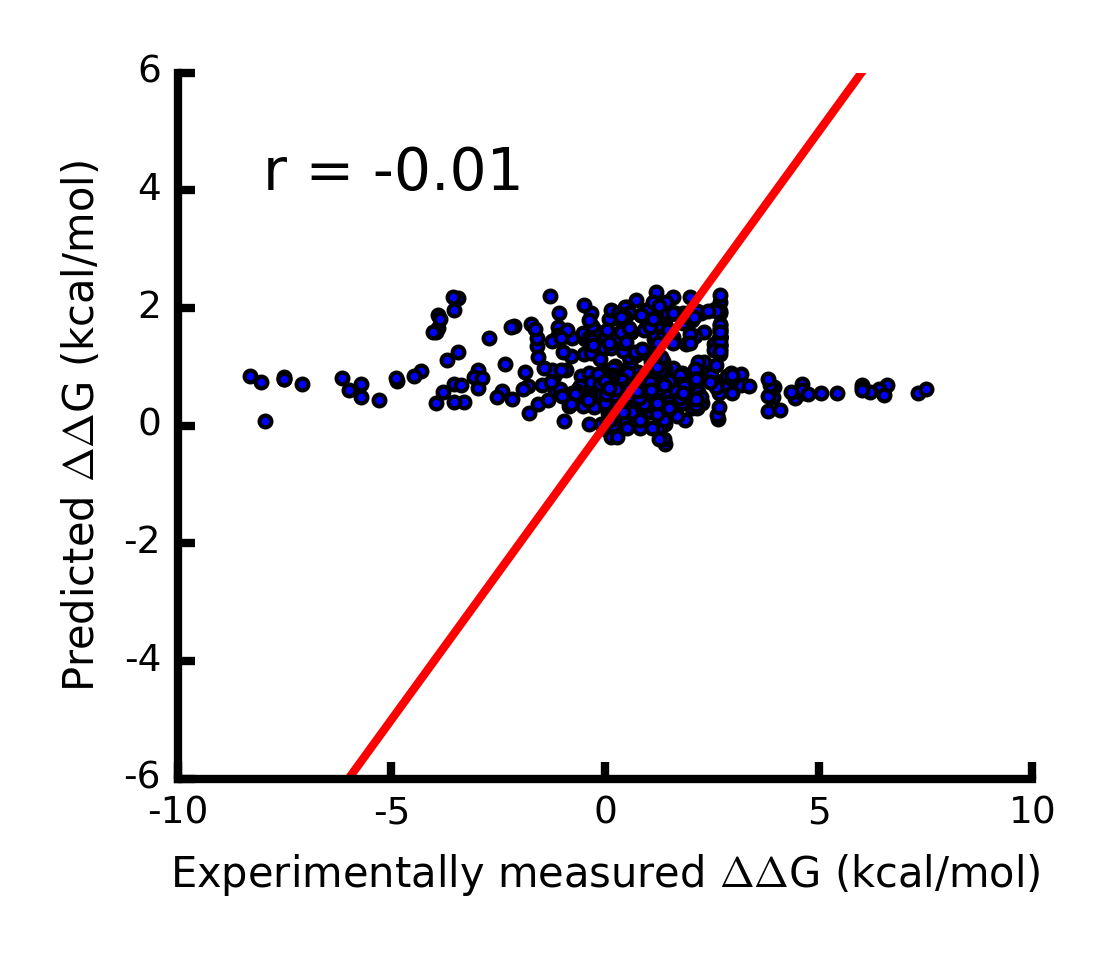 6
r = -0.01
4
2
0
-2
-4
-6
Predicted ΔΔG (kcal/mol)
-10 -5 0 5 10
Experimentally measured ΔΔG (kcal/mol)